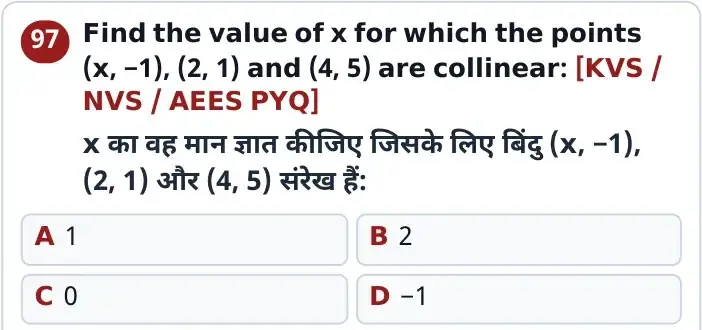 97 Find the value of x for which the points
(x, −1), (2, 1) and (4, 5) are collinear: [KVS /
NVS / AEES PYQ]
x का वह मान ज्ञात कीजिए जिसके लिए बिंदु (x, −1),
(2, 1) और (4, 5) संरेख हैं:
A 1
B 2
C 0
D −1